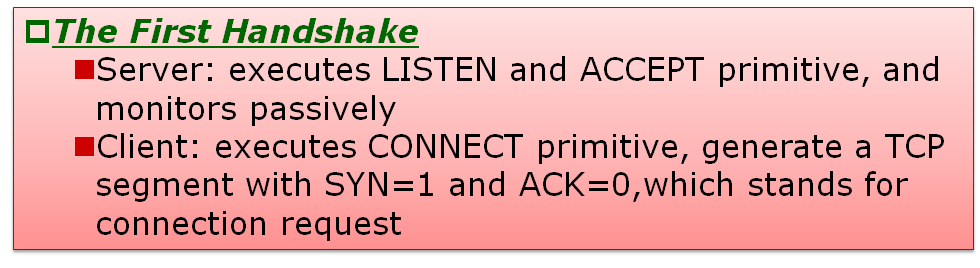 The First Handshake
Server: executes LISTEN and ACCEPT primitive, and
monitors passively
Client: executes CONNECT primitive, generate a TCP
segment with SYN=1 and ACK=0,which stands for
connection request